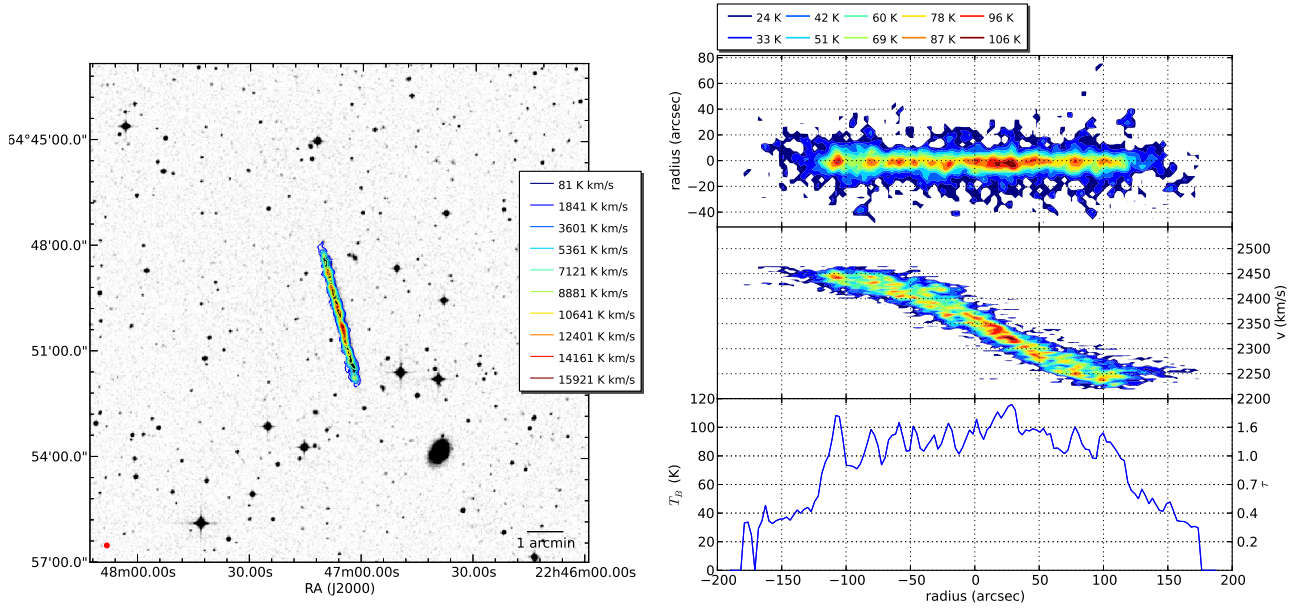 64°45'00.0"
48'00.0"
51'00.0"
54'00.0"
57'00.0"
48m00.00s
30.00s
47m00.00s
30.00s
22h46m00.00s
RA (J2000)
1 arcmin
81 K km/s
1841 K km/s
3601 K km/s
5361 K km/s
7121 K km/s
8881 K km/s
10641 K km/s
12401 K km/s
14161 K km/s
15921 K km/s
24 K 42 K 60 K 78 K 96 K
33 K 51 K 69 K 87 K 106 K
80
60
40
20
0
−20
−40
radius (arcsec)
2500
2450
2400
2350
2300
2250
2200
v (km/s)
120
100
80
60
40
20
0
T_B (K)
1.6
1.0
0.7
0.4
0.2
τ
−200 −150 −100 −50 0 50 100 150 200
radius (arcsec)